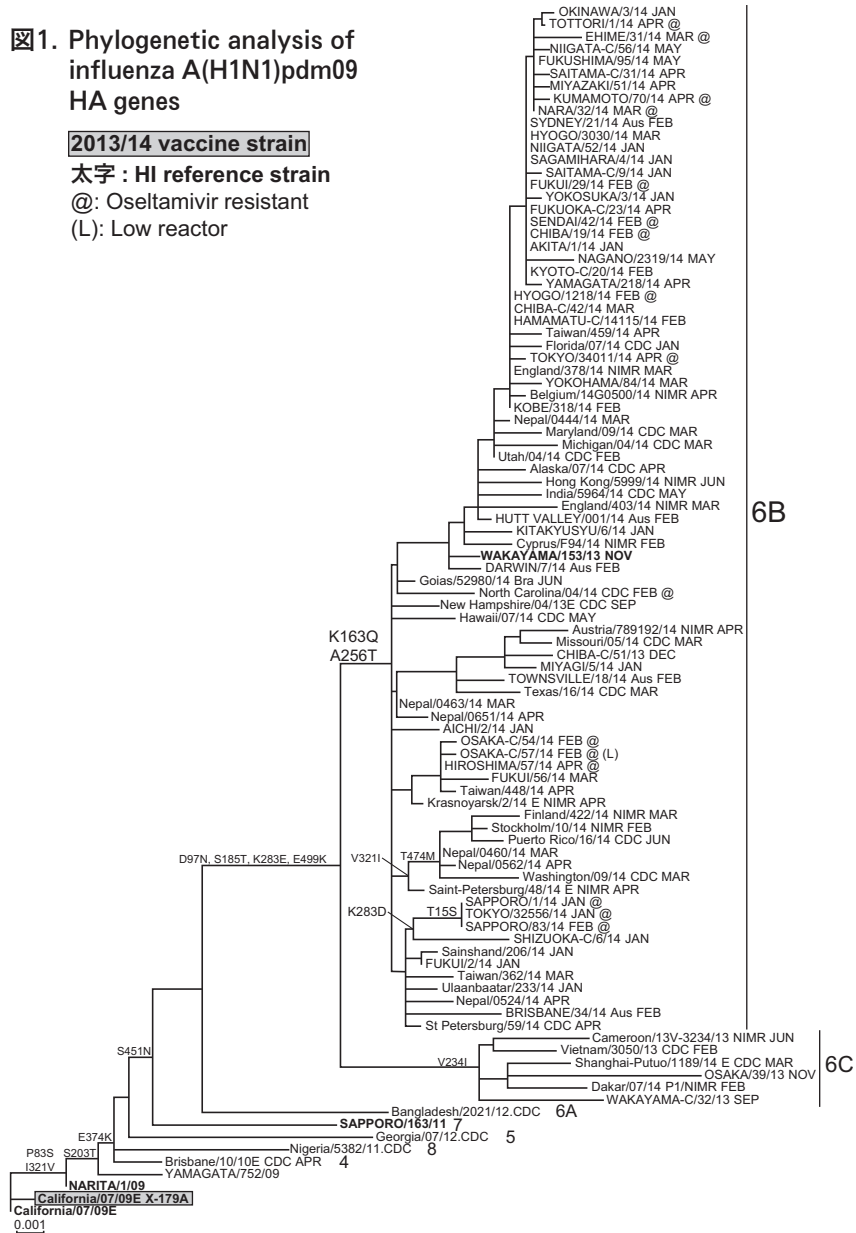 図1. Phylogenetic analysis of
influenza A(H1N1)pdm09
HA genes
2013/14 vaccine strain
太字 : HI reference strain
@: Oseltamivir resistant
(L): Low reactor
OKINAWA/3/14 JAN
TOTTORI/1/14 APR @
EHIME/31/14 MAR @
NIIGATA-C/56/14 MAY
FUKUSHIMA/95/14 MAY
SAITAMA-C/31/14 APR
MIYAZAKI/51/14 APR
KUMAMOTO/70/14 APR @
NARA/32/14 MAR @
SYDNEY/21/14 Aus FEB
HYOGO/3030/14 MAR
NIIGATA/52/14 JAN
SAGAMIHARA/4/14 JAN
SAITAMA-C/9/14 JAN
FUKUI/29/14 FEB @
YOKOSUKA/3/14 JAN
FUKUOKA-C/23/14 APR
SENDAI/42/14 FEB @
CHIBA/19/14 FEB @
AKITA/1/14 JAN
NAGANO/2319/14 MAY
KYOTO-C/20/14 FEB
YAMAGATA/218/14 APR
HYOGO/1218/14 FEB @
CHIBA-C/42/14 MAR
HAMAMATU-C/14115/14 FEB
Taiwan/459/14 APR
Florida/07/14 CDC JAN
TOKYO/34011/14 APR @
England/378/14 NIMR MAR
YOKOHAMA/84/14 MAR
Belgium/14G0500/14 NIMR APR
KOBE/318/14 FEB
Nepal/0444/14 MAR
Maryland/09/14 CDC MAR
Michigan/04/14 CDC MAR
Utah/04/14 CDC FEB
Alaska/07/14 CDC APR
Hong Kong/5999/14 NIMR JUN
India/5964/14 CDC MAY
England/403/14 NIMR MAR
HUTT VALLEY/001/14 Aus FEB
6B
KITAKYUSYU/6/14 JAN
Cyprus/F94/14 NIMR FEB
WAKAYAMA/153/13 NOV
DARWIN/7/14 Aus FEB
Goias/52980/14 Bra JUN
North Carolina/04/14 CDC FEB @
New Hampshire/04/13E CDC SEP
Hawaii/07/14 CDC MAY
K163Q
A256T
Austria/789192/14 NIMR APR
Missouri/05/14 CDC MAR
CHIBA-C/51/13 DEC
MIYAGI/5/14 JAN
TOWNSVILLE/18/14 Aus FEB
Texas/16/14 CDC MAR
Nepal/0463/14 MAR
Nepal/0651/14 APR
AICHI/2/14 JAN
OSAKA-C/54/14 FEB @
OSAKA-C/57/14 FEB @ (L)
HIROSHIMA/57/14 APR @
FUKUI/56/14 MAR
Taiwan/448/14 APR
Krasnoyarsk/2/14 E NIMR APR
Finland/422/14 NIMR MAR
Stockholm/10/14 NIMR FEB
Puerto Rico/16/14 CDC JUN
D97N, S185T, K283E, E499K
V321I
T474M
Nepal/0460/14 MAR
Nepal/0562/14 APR
Washington/09/14 CDC MAR
Saint-Petersburg/48/14 E NIMR APR
K283D
T15S
SAPPORO/1/14 JAN @
TOKYO/32556/14 JAN @
SAPPORO/83/14 FEB @
SHIZUOKA-C/6/14 JAN
Sainshand/206/14 JAN
FUKUI/2/14 JAN
Taiwan/362/14 MAR
Ulaanbaatar/233/14 JAN
Nepal/0524/14 APR
BRISBANE/34/14 Aus FEB
St Petersburg/59/14 CDC APR
S451N
V234I
Cameroon/13V-3234/13 NIMR JUN
Vietnam/3050/13 CDC FEB
Shanghai-Putuo/1189/14 E CDC MAR
OSAKA/39/13 NOV
Dakar/07/14 P1/NIMR FEB
WAKAYAMA-C/32/13 SEP
6C
Bangladesh/2021/12.CDC 6A
SAPPORO/163/11 7
Georgia/07/12.CDC 5
E374K
Nigeria/5382/11.CDC 8
P83S
I321V
S203T
Brisbane/10/10E CDC APR 4
YAMAGATA/752/09
NARITA/1/09
California/07/09E X-179A
California/07/09E
0.001